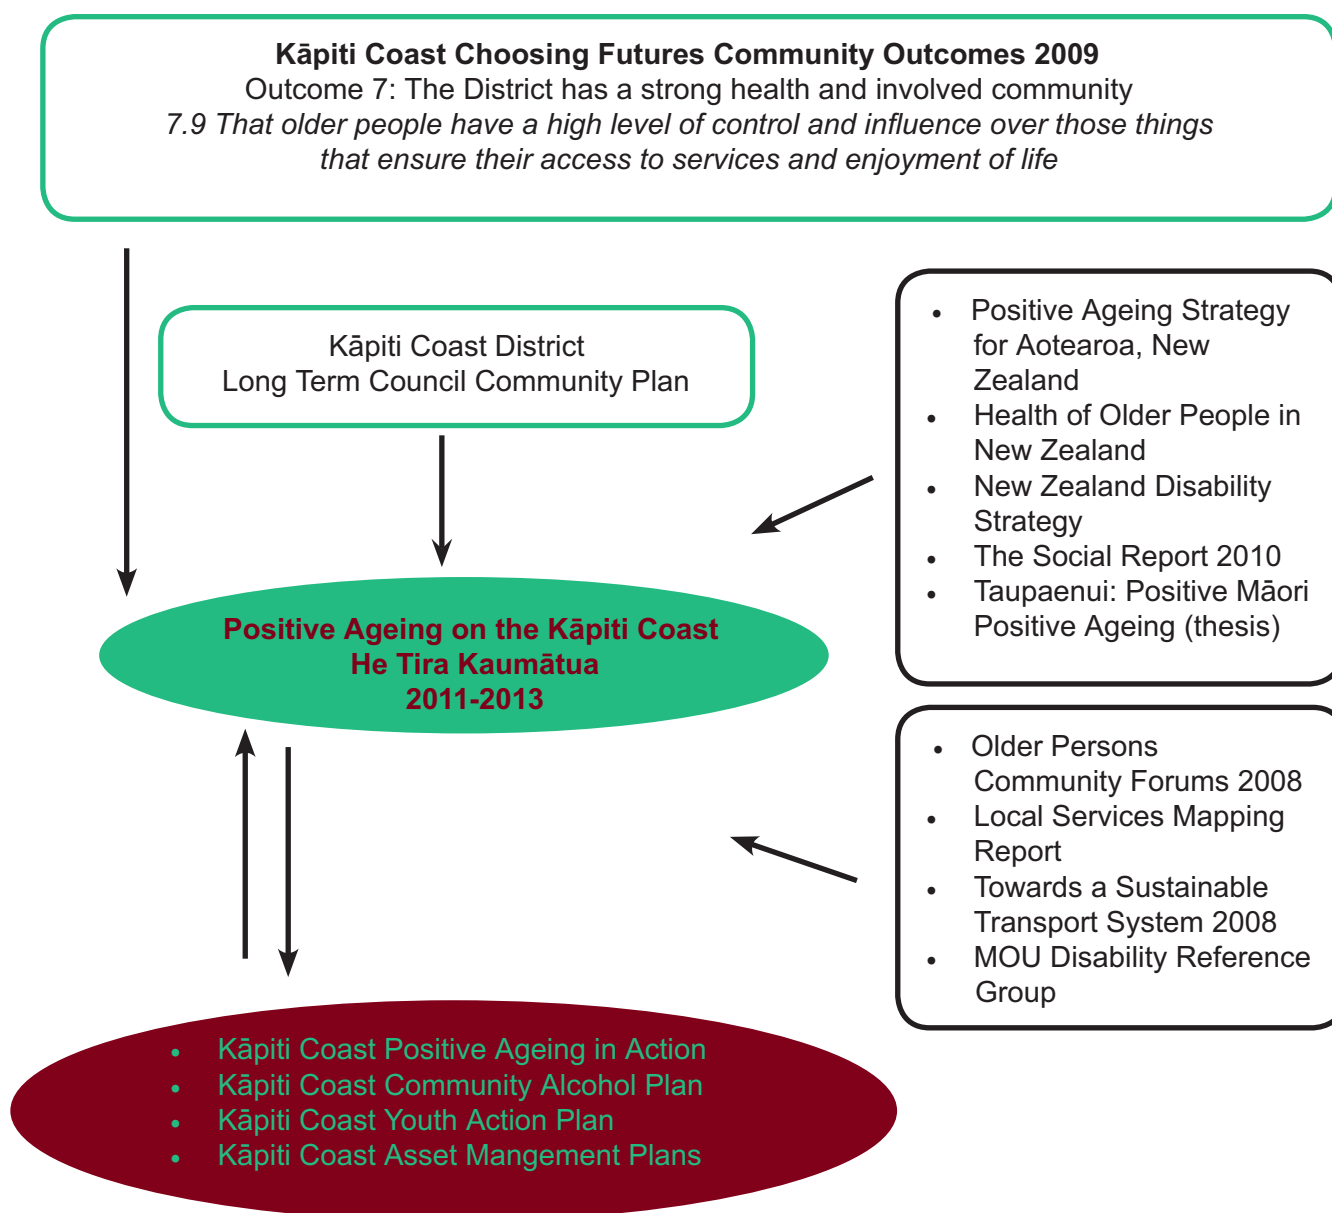 Kāpiti Coast Choosing Futures Community Outcomes 2009
Outcome 7: The District has a strong health and involved community
7.9 That older people have a high level of control and influence over those things
that ensure their access to services and enjoyment of life
Kāpiti Coast District
Long Term Council Community Plan
• Positive Ageing Strategy
for Aotearoa, New
Zealand
• Health of Older People in
New Zealand
• New Zealand Disability
Strategy
• The Social Report 2010
• Taupaenui: Positive Māori
Positive Ageing (thesis)
Positive Ageing on the Kāpiti Coast
He Tira Kaumātua
2011-2013
• Older Persons
Community Forums 2008
• Local Services Mapping
Report
• Towards a Sustainable
Transport System 2008
• MOU Disability Reference
Group
• Kāpiti Coast Positive Ageing in Action
• Kāpiti Coast Community Alcohol Plan
• Kāpiti Coast Youth Action Plan
• Kāpiti Coast Asset Mangement Plans